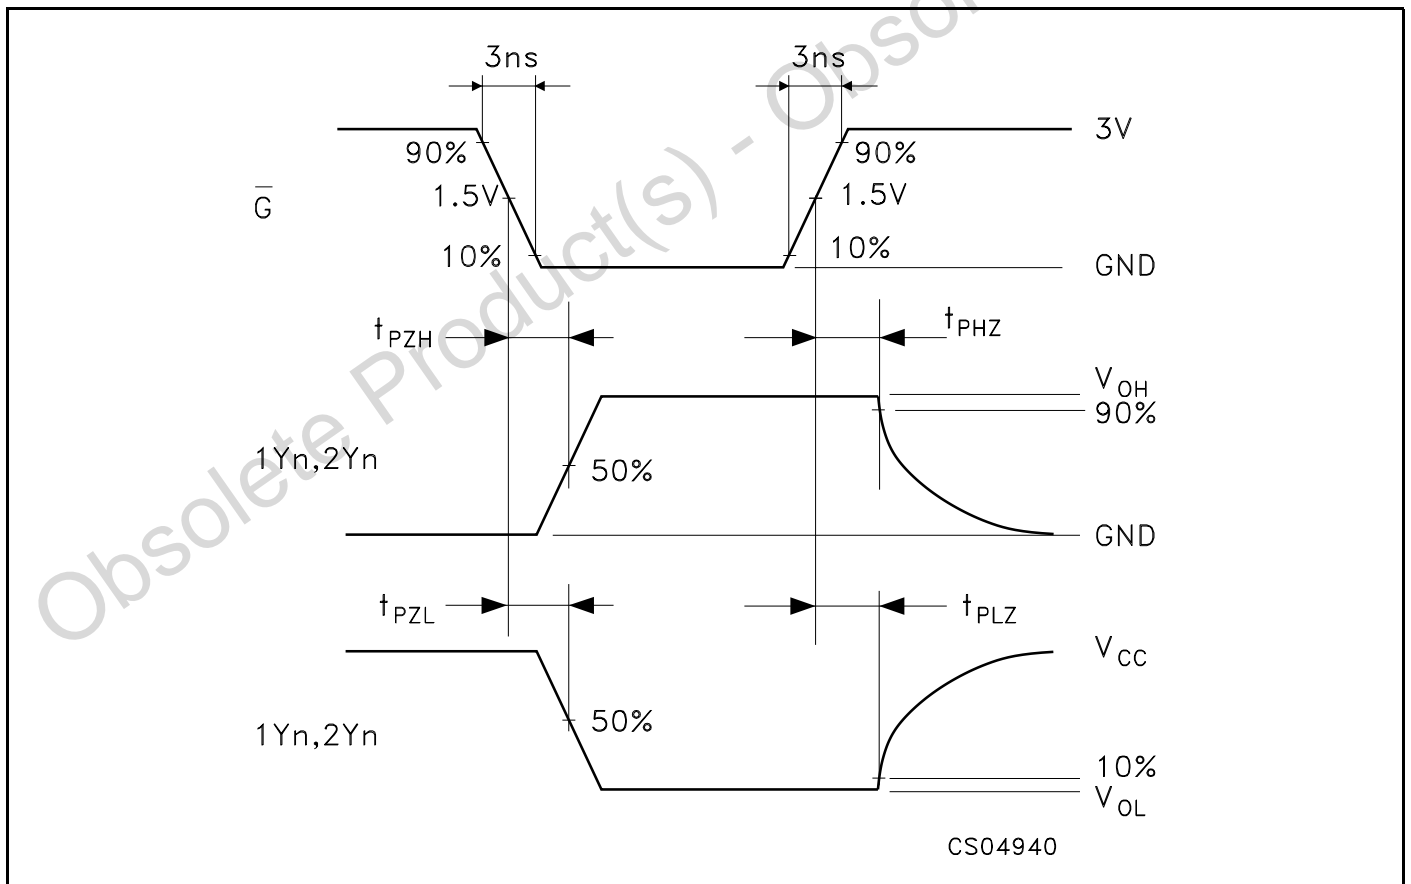 3ns 3ns
3V
90% 90%
1.5V 1.5V
G̅
10% 10%
GND
tPZH tPHZ
VOH
90%
1Yn,2Yn
50%
GND
tPZL tPLZ
VCC
1Yn,2Yn
50%
10%
VOL
CS04940
Obsolete Product(s) - Obsol